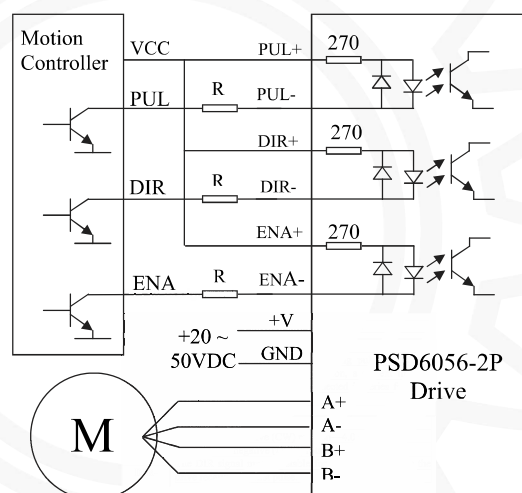 Motion
Controller
VCC
PUL+
270
PUL
R
PUL-
DIR+
270
DIR
R
DIR-
ENA+
270
ENA
R
ENA-
+V
+20 ~
50VDC
GND
PSD6056-2P
Drive
M
A+
A-
B+
B-